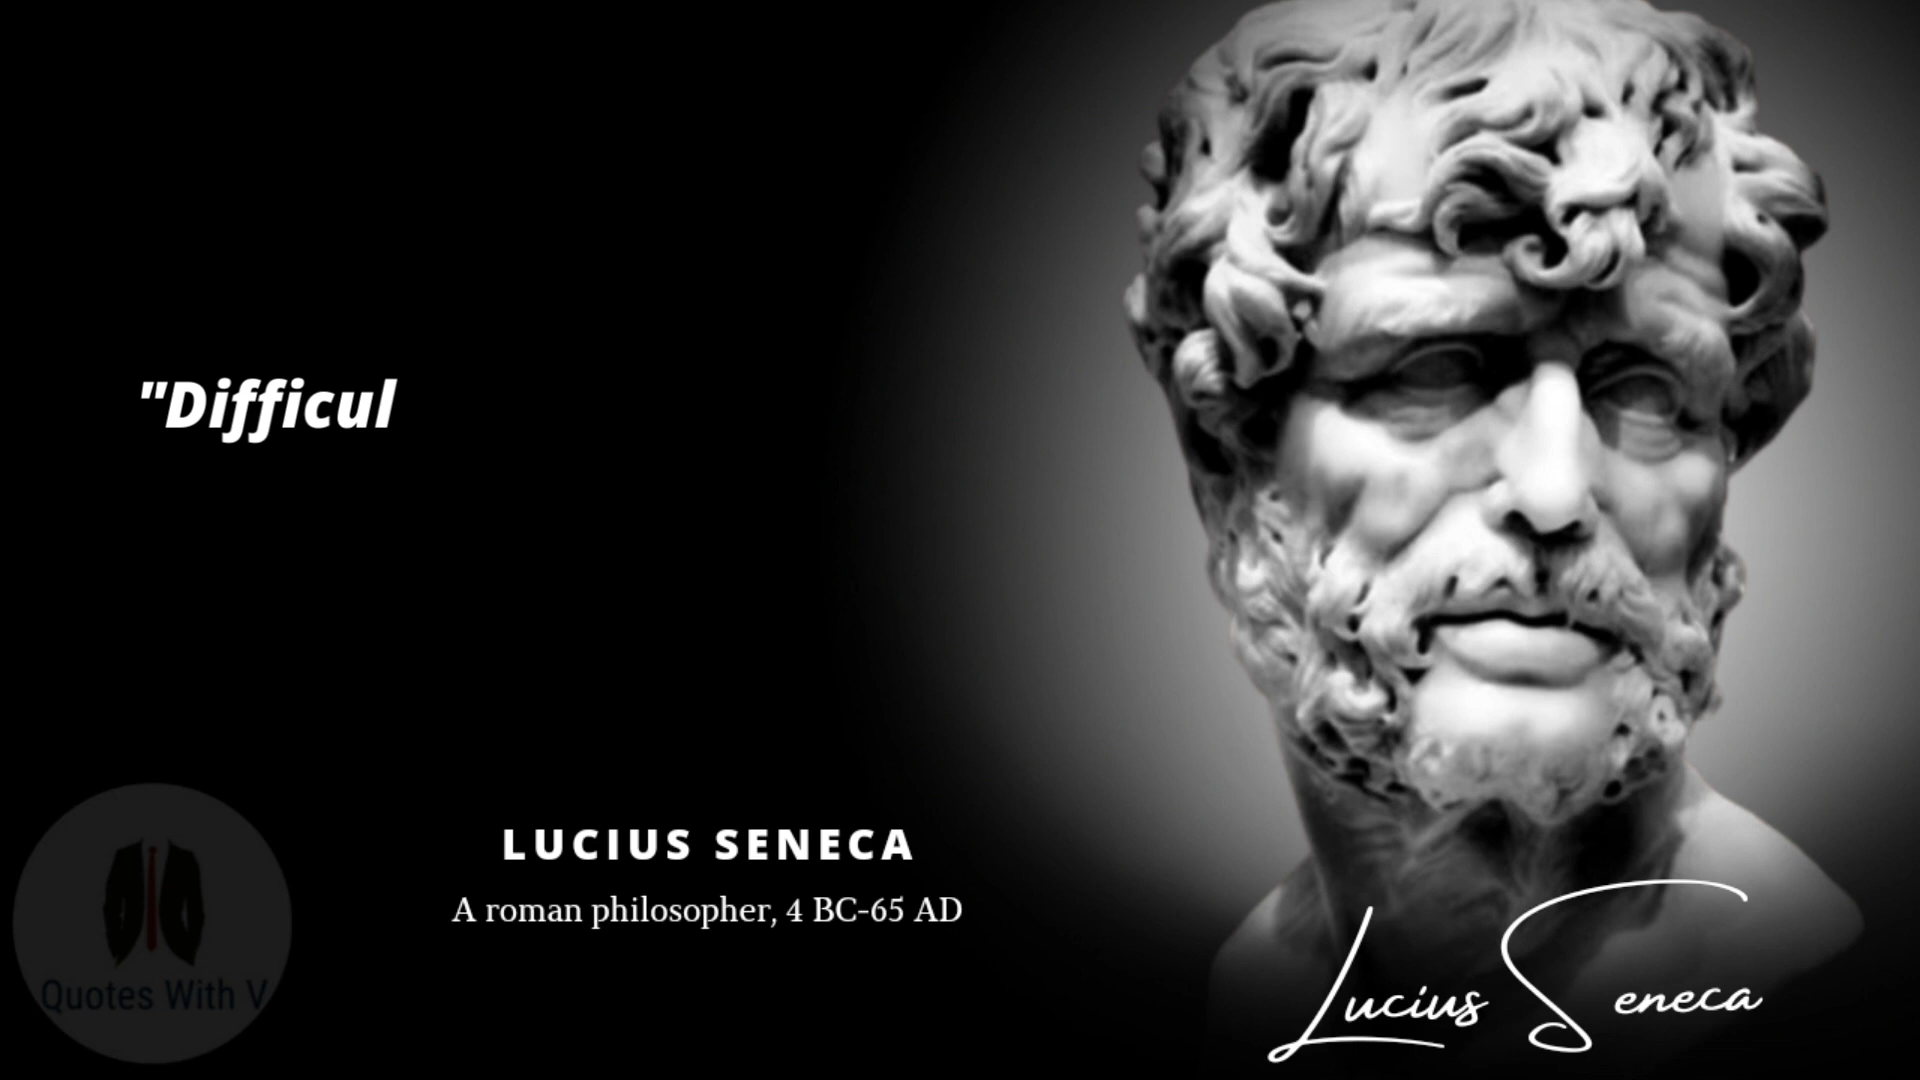 "Difficul
LUCIUS SENECA
A roman philosopher, 4 BC-65 AD
Lucius Seneca
Quotes With V